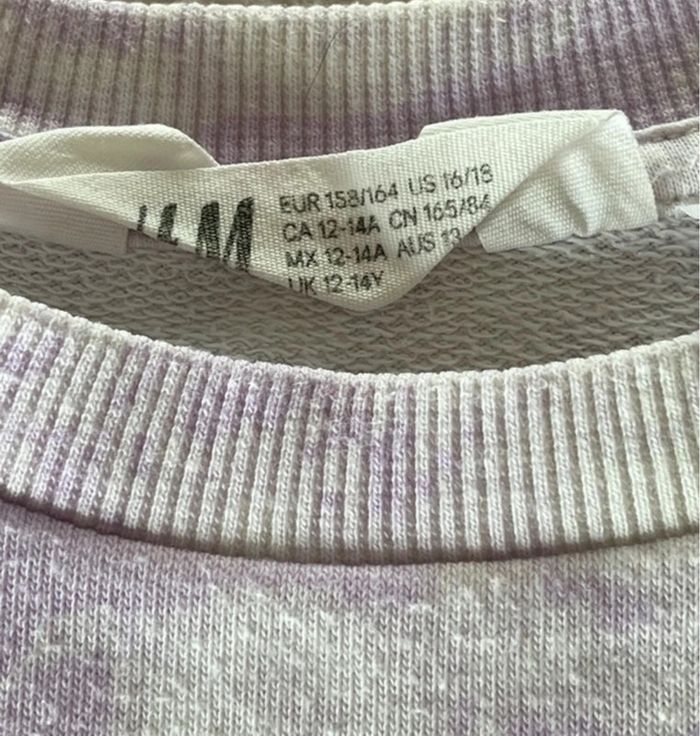 H&M
EUR 158/164 US 16/18
CA 12-14A CN 165/84
MX 12-14A AUS 13
UK 12-14Y